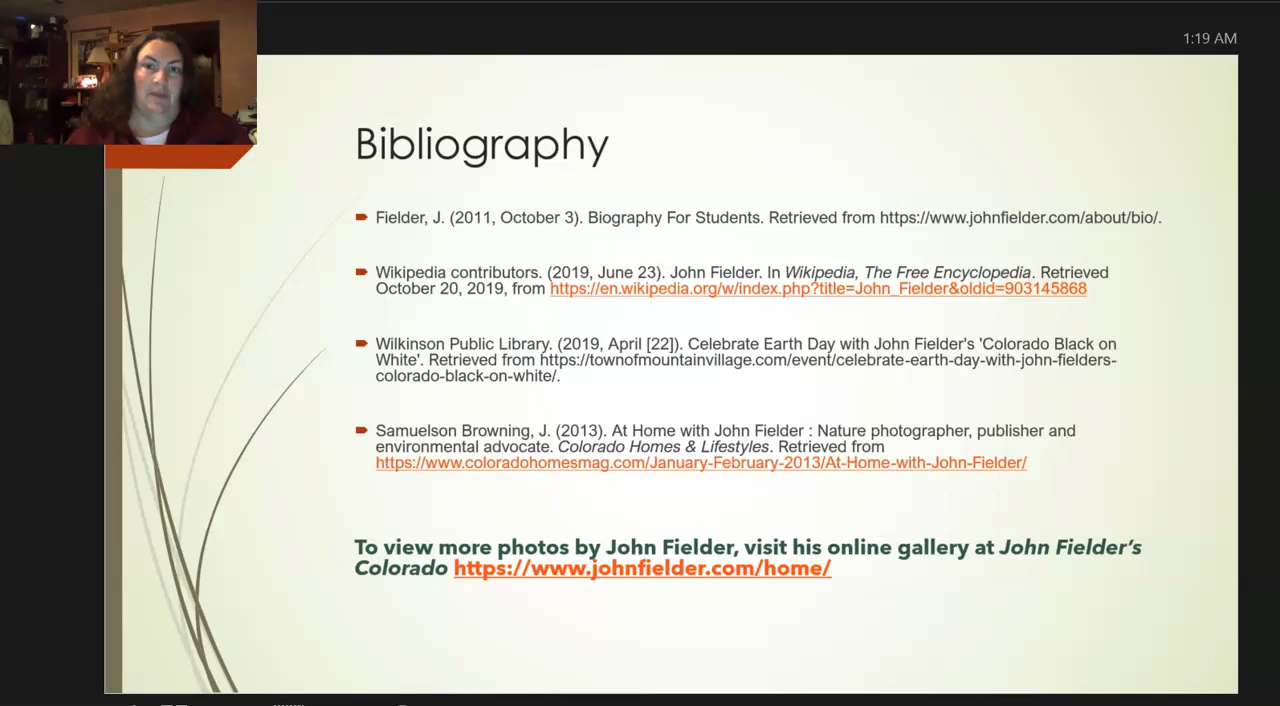 1:19 AM
Bibliography
Fielder, J. (2011, October 3). Biography For Students. Retrieved from https://www.johnfielder.com/about/bio/.
Wikipedia contributors. (2019, June 23). John Fielder. In Wikipedia, The Free Encyclopedia. Retrieved
October 20, 2019, from https://en.wikipedia.org/w/index.php?title=John_Fielder&oldid=903145868
Wilkinson Public Library. (2019, April [22]). Celebrate Earth Day with John Fielder's 'Colorado Black on
White'. Retrieved from https://townofmountainvillage.com/event/celebrate-earth-day-with-john-fielders-
colorado-black-on-white/.
Samuelson Browning, J. (2013). At Home with John Fielder : Nature photographer, publisher and
environmental advocate. Colorado Homes & Lifestyles. Retrieved from
https://www.coloradohomesmag.com/January-February-2013/At-Home-with-John-Fielder/
To view more photos by John Fielder, visit his online gallery at John Fielder’s
Colorado https://www.johnfielder.com/home/